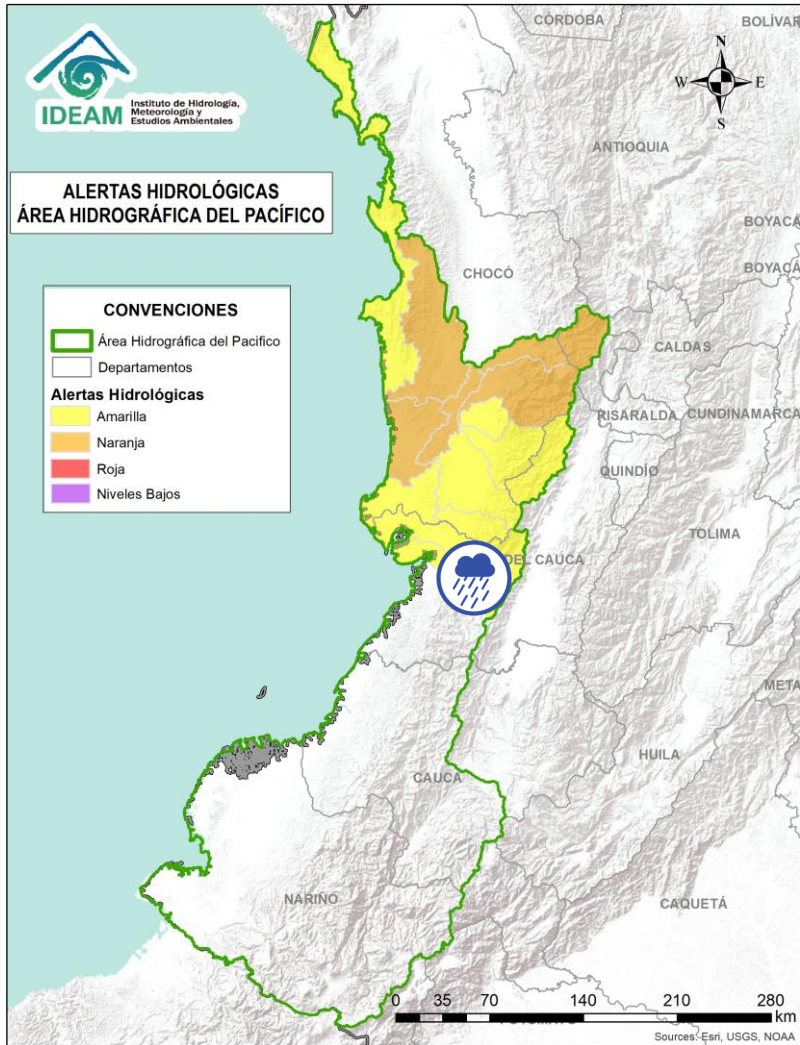 CÓRDOBA
BOLÍVAR
N
W E
S
IDEAM
Instituto de Hidrología,
Meteorología y
Estudios Ambientales
ANTIOQUIA
ALERTAS HIDROLÓGICAS
ÁREA HIDROGRÁFICA DEL PACÍFICO
BOYACÁ
BOYACÁ
CHOCÓ
CONVENCIONES
Área Hidrográfica del Pacifico
Departamentos
Alertas Hidrológicas
Amarilla
Naranja
Roja
Niveles Bajos
CALDAS
RISARALDA
CUNDINAMARCA
QUINDÍO
TOLIMA
DEL CAUCA
META
HUILA
CAUCA
NARIÑO
CAQUETÁ
0 35 70 140 210 280
km
Sources: Esri, USGS, NOAA